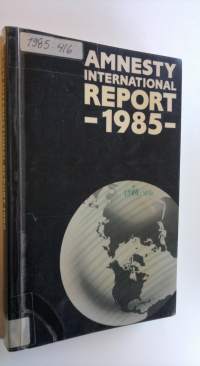 1985-416
AMNESTY
INTERNATIONAL
REPORT
-1985-